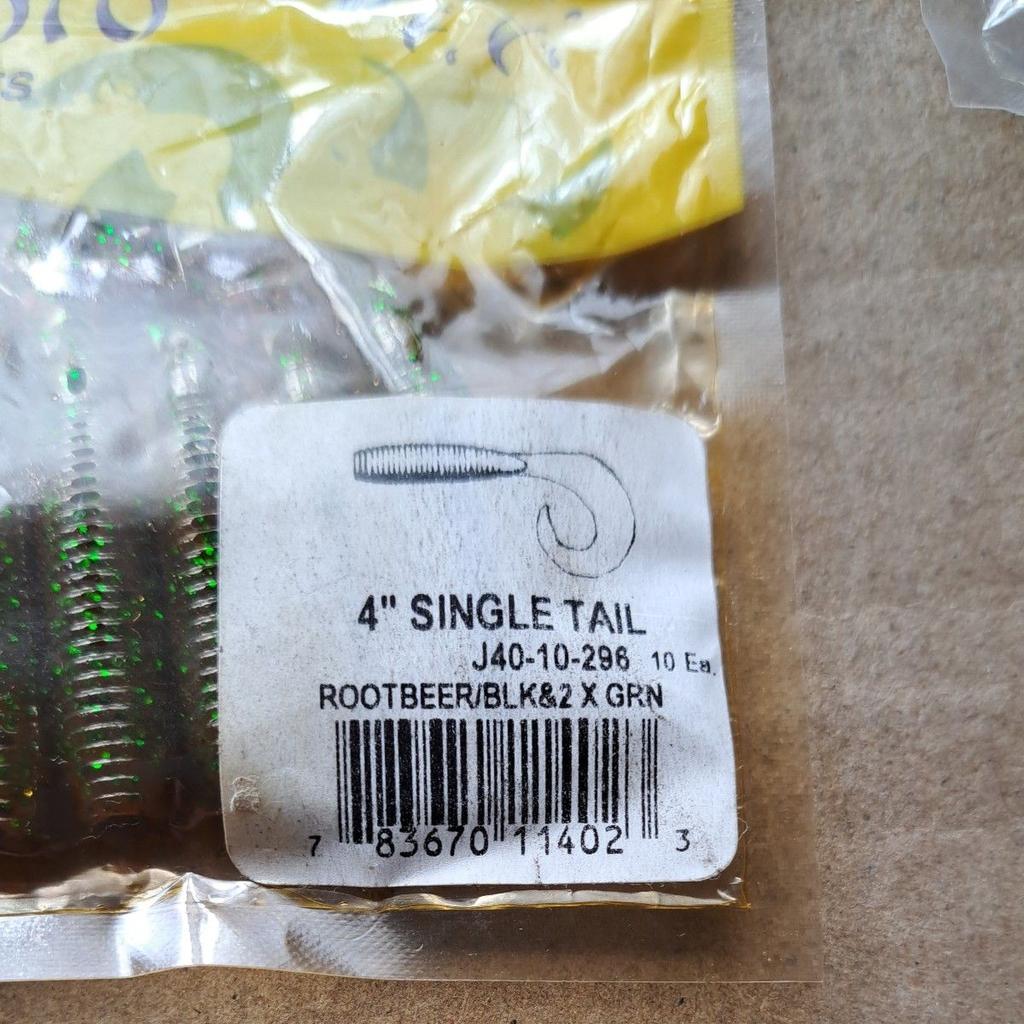 4" SINGLE TAIL
J40-10-296 10 Ea.
ROOTBEER/BLK&2 X GRN
7 83670 11402 3